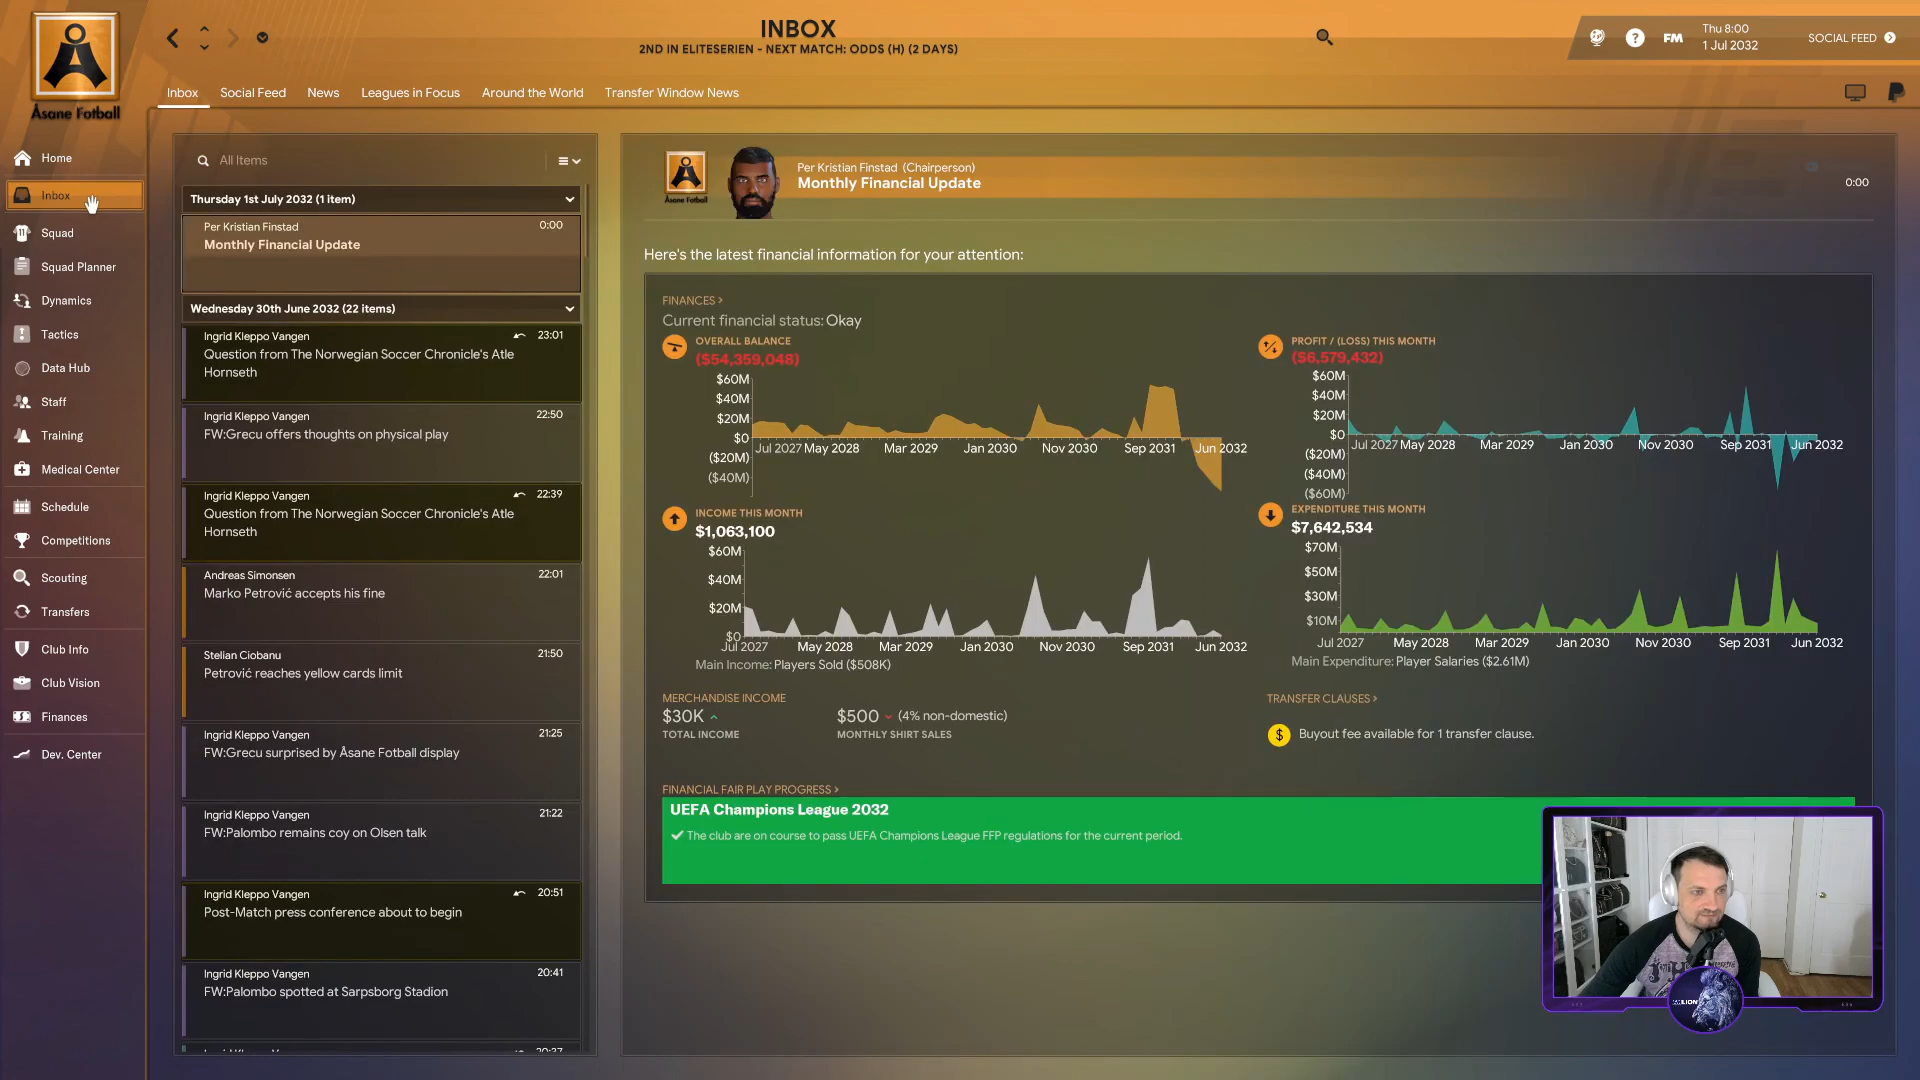 INBOX
2ND IN ELITESERIEN - NEXT MATCH: ODDS (H) (2 DAYS)
FM
Thu 8:00
1 Jul 2032
SOCIAL FEED
Åsane Fotball
Inbox
Social Feed
News
Leagues in Focus
Around the World
Transfer Window News
Home
Inbox
Squad
Squad Planner
Dynamics
Tactics
Data Hub
Staff
Training
Medical Center
Schedule
Competitions
Scouting
Transfers
Club Info
Club Vision
Finances
Dev. Center
All Items
Thursday 1st July 2032 (1 item)
Per Kristian Finstad 0:00
Monthly Financial Update
Wednesday 30th June 2032 (22 items)
Ingrid Kleppo Vangen 23:01
Question from The Norwegian Soccer Chronicle's Atle
Hornseth
Ingrid Kleppo Vangen 22:50
FW:Grecu offers thoughts on physical play
Ingrid Kleppo Vangen 22:39
Question from The Norwegian Soccer Chronicle's Atle
Hornseth
Andreas Simonsen 22:01
Marko Petrović accepts his fine
Stelian Ciobanu 21:50
Petrović reaches yellow cards limit
Ingrid Kleppo Vangen 21:25
FW:Grecu surprised by Åsane Fotball display
Ingrid Kleppo Vangen 21:22
FW:Palombo remains coy on Olsen talk
Ingrid Kleppo Vangen 20:51
Post-Match press conference about to begin
Ingrid Kleppo Vangen 20:41
FW:Palombo spotted at Sarpsborg Stadion
Åsane Fotball
Per Kristian Finstad (Chairperson)
Monthly Financial Update
0:00
Here's the latest financial information for your attention:
FINANCES >
Current financial status: Okay
OVERALL BALANCE
($54,359,048)
$60M
$40M
$20M
$0
($20M)
($40M)
Jul 2027 May 2028 Mar 2029 Jan 2030 Nov 2030 Sep 2031 Jun 2032
PROFIT / (LOSS) THIS MONTH
($6,579,432)
$60M
$40M
$20M
$0
($20M)
($40M)
($60M)
Jul 2027 May 2028 Mar 2029 Jan 2030 Nov 2030 Sep 2031 Jun 2032
INCOME THIS MONTH
$1,063,100
$60M
$40M
$20M
$0
Jul 2027 May 2028 Mar 2029 Jan 2030 Nov 2030 Sep 2031 Jun 2032
Main Income: Players Sold ($508K)
EXPENDITURE THIS MONTH
$7,642,534
$70M
$50M
$30M
$10M
Jul 2027 May 2028 Mar 2029 Jan 2030 Nov 2030 Sep 2031 Jun 2032
Main Expenditure: Player Salaries ($2.61M)
MERCHANDISE INCOME
$30K
TOTAL INCOME
$500 (4% non-domestic)
MONTHLY SHIRT SALES
TRANSFER CLAUSES >
$ Buyout fee available for 1 transfer clause.
FINANCIAL FAIR PLAY PROGRESS >
UEFA Champions League 2032
The club are on course to pass UEFA Champions League FFP regulations for the current period.